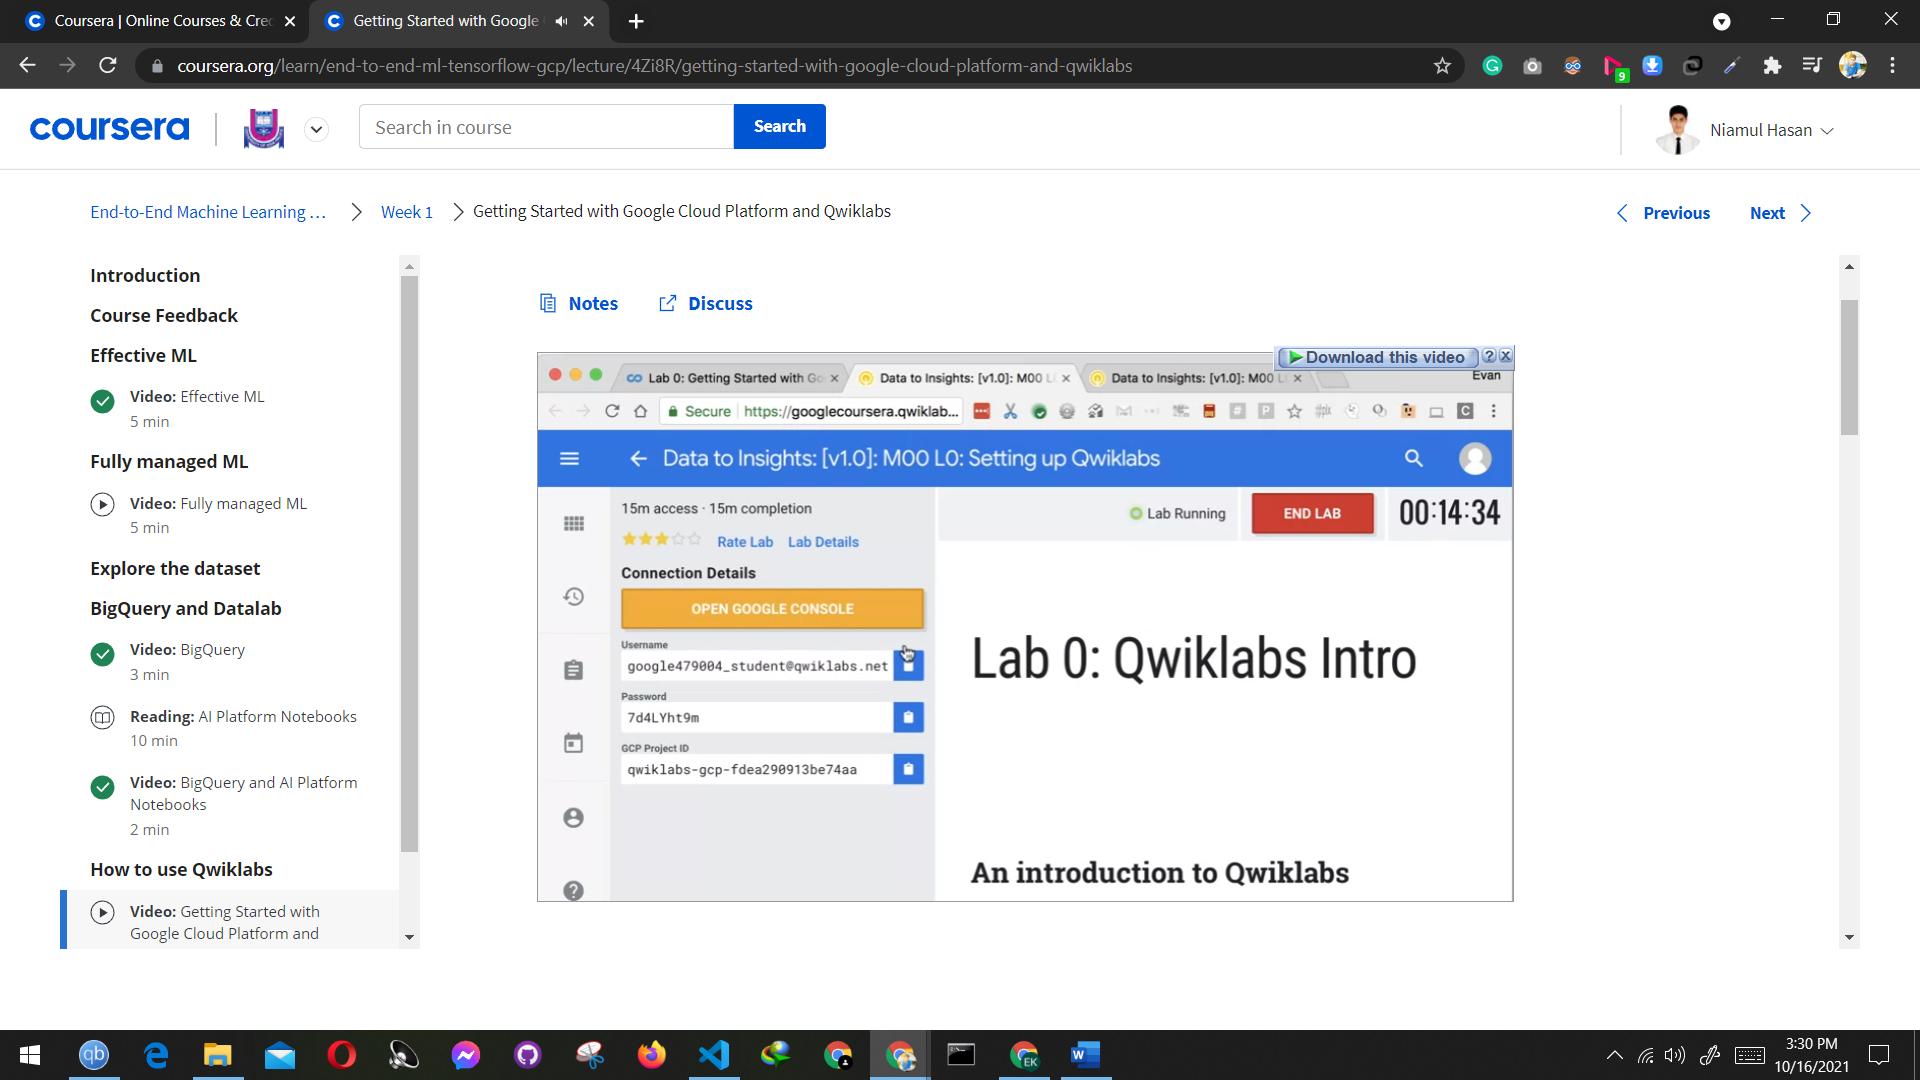 Coursera | Online Courses & Cre
Getting Started with Google
coursera.org/learn/end-to-end-ml-tensorflow-gcp/lecture/4Zi8R/getting-started-with-google-cloud-platform-and-qwiklabs
9
coursera
Search in course
Search
Niamul Hasan
End-to-End Machine Learning ...
Week 1
Getting Started with Google Cloud Platform and Qwiklabs
Previous
Next
Introduction
Course Feedback
Effective ML
Video: Effective ML
5 min
Fully managed ML
Video: Fully managed ML
5 min
Explore the dataset
BigQuery and Datalab
Video: BigQuery
3 min
Reading: AI Platform Notebooks
10 min
Video: BigQuery and AI Platform
Notebooks
2 min
How to use Qwiklabs
Video: Getting Started with
Google Cloud Platform and
Notes
Discuss
Download this video
Lab 0: Getting Started with Go
Data to Insights: [v1.0]: M00 L
Data to Insights: [v1.0]: M00 L
Evan
Secure
https://googlecoursera.qwiklab...
Data to Insights: [v1.0]: M00 L0: Setting up Qwiklabs
15m access · 15m completion
Rate Lab
Lab Details
Lab Running
END LAB
00:14:34
Connection Details
OPEN GOOGLE CONSOLE
Username
google479004_student@qwiklabs.net
Password
7d4LYht9m
GCP Project ID
qwiklabs-gcp-fdea290913be74aa
Lab 0: Qwiklabs Intro
An introduction to Qwiklabs
qb
EK
3:30 PM
10/16/2021